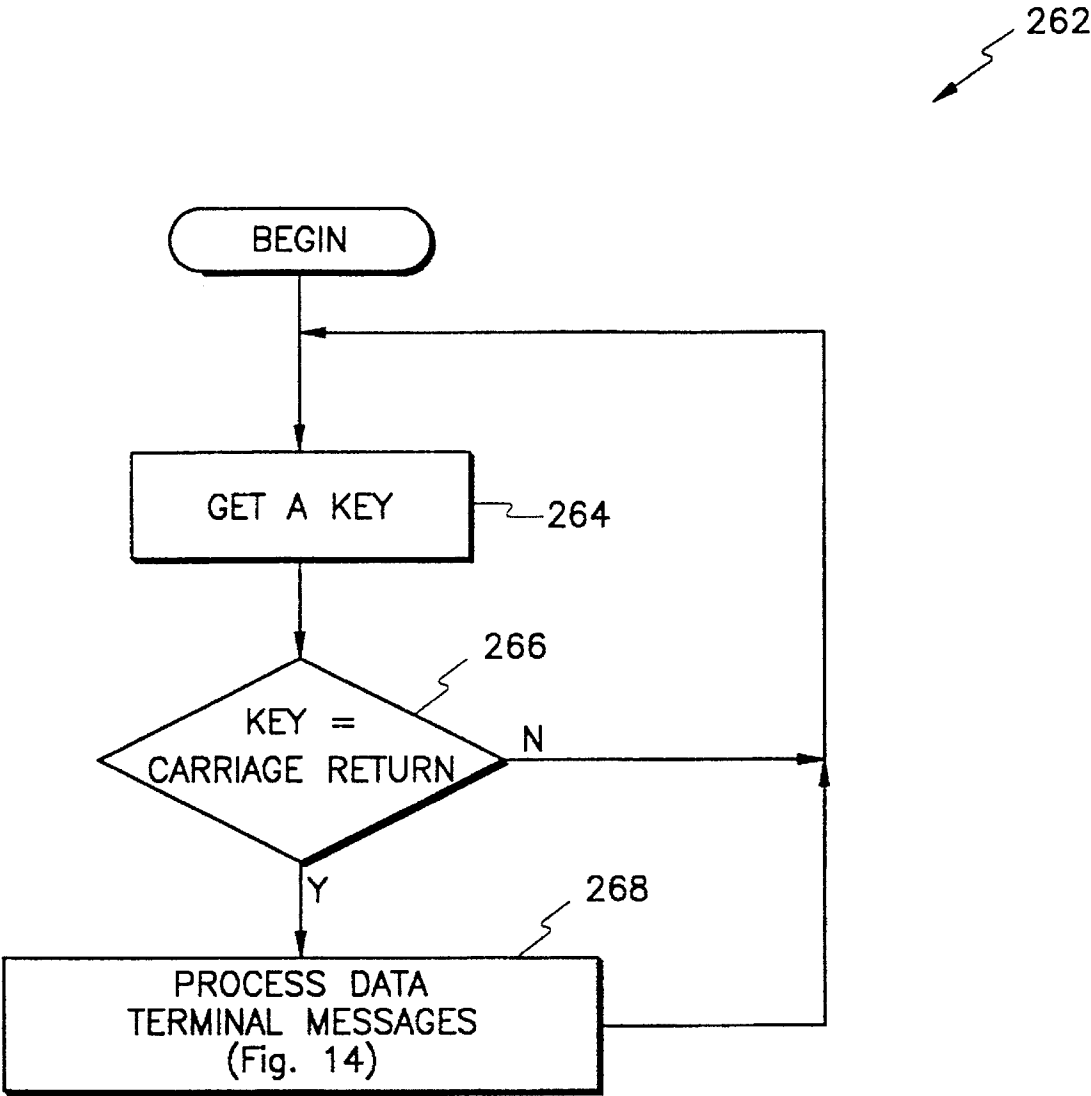 262
BEGIN
GET A KEY
264
266
KEY =
CARRIAGE RETURN
N
Y
268
PROCESS DATA
TERMINAL MESSAGES
(Fig. 14)